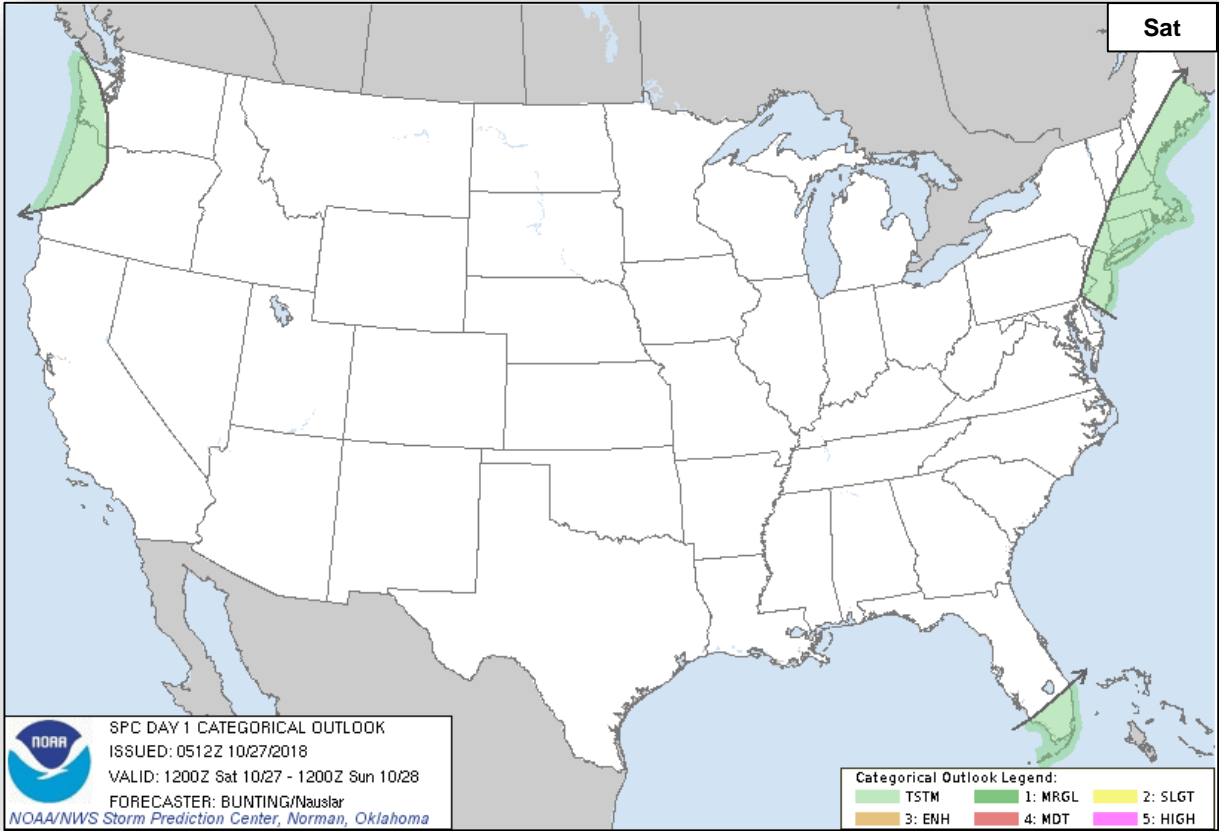 Sat
NOAA
SPC DAY 1 CATEGORICAL OUTLOOK
ISSUED: 0512Z 10/27/2018
VALID: 1200Z Sat 10/27 - 1200Z Sun 10/28
FORECASTER: BUNTING/Nauslar
NOAA/NWS Storm Prediction Center, Norman, Oklahoma
Categorical Outlook Legend:
TSTM 1: MRGL 2: SLGT
3: ENH 4: MDT 5: HIGH